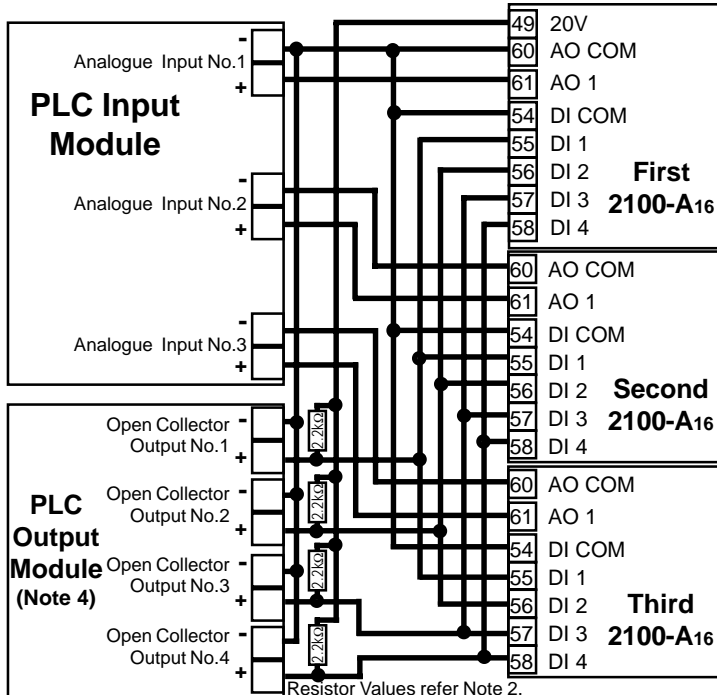 PLC Input
Module
-
Analogue Input No.1
+
-
Analogue Input No.2
+
-
Analogue Input No.3
+
PLC
Output
Module
(Note 4)
-
Open Collector
Output No.1
+
-
Open Collector
Output No.2
+
-
Open Collector
Output No.3
+
-
Open Collector
Output No.4
+
2.2kΩ
2.2kΩ
2.2kΩ
2.2kΩ
Resistor Values refer Note 2.
49 20V
60 AO COM
61 AO 1
54 DI COM
55 DI 1
56 DI 2
57 DI 3
58 DI 4
First
2100-A16
60 AO COM
61 AO 1
54 DI COM
55 DI 1
56 DI 2
57 DI 3
58 DI 4
Second
2100-A16
60 AO COM
61 AO 1
54 DI COM
55 DI 1
56 DI 2
57 DI 3
58 DI 4
Third
2100-A16